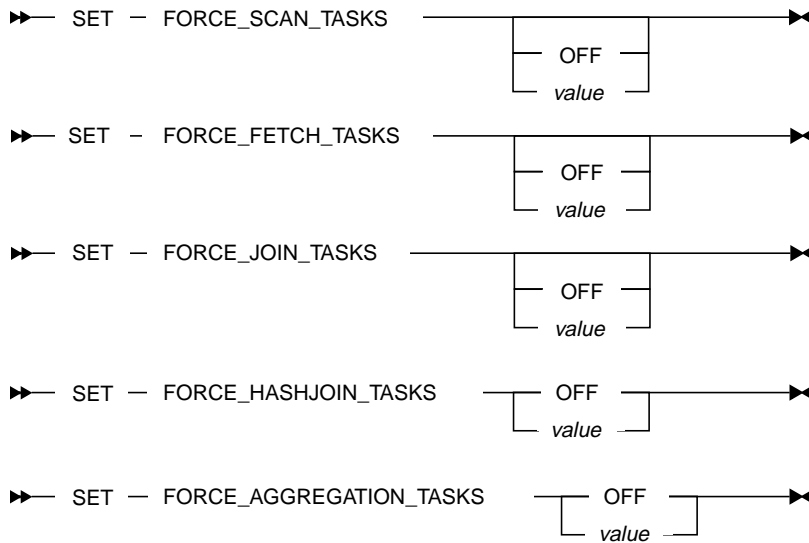 SET FORCE_SCAN_TASKS
OFF
value
SET FORCE_FETCH_TASKS
OFF
value
SET FORCE_JOIN_TASKS
OFF
value
SET FORCE_HASHJOIN_TASKS OFF
value
SET FORCE_AGGREGATION_TASKS OFF
value